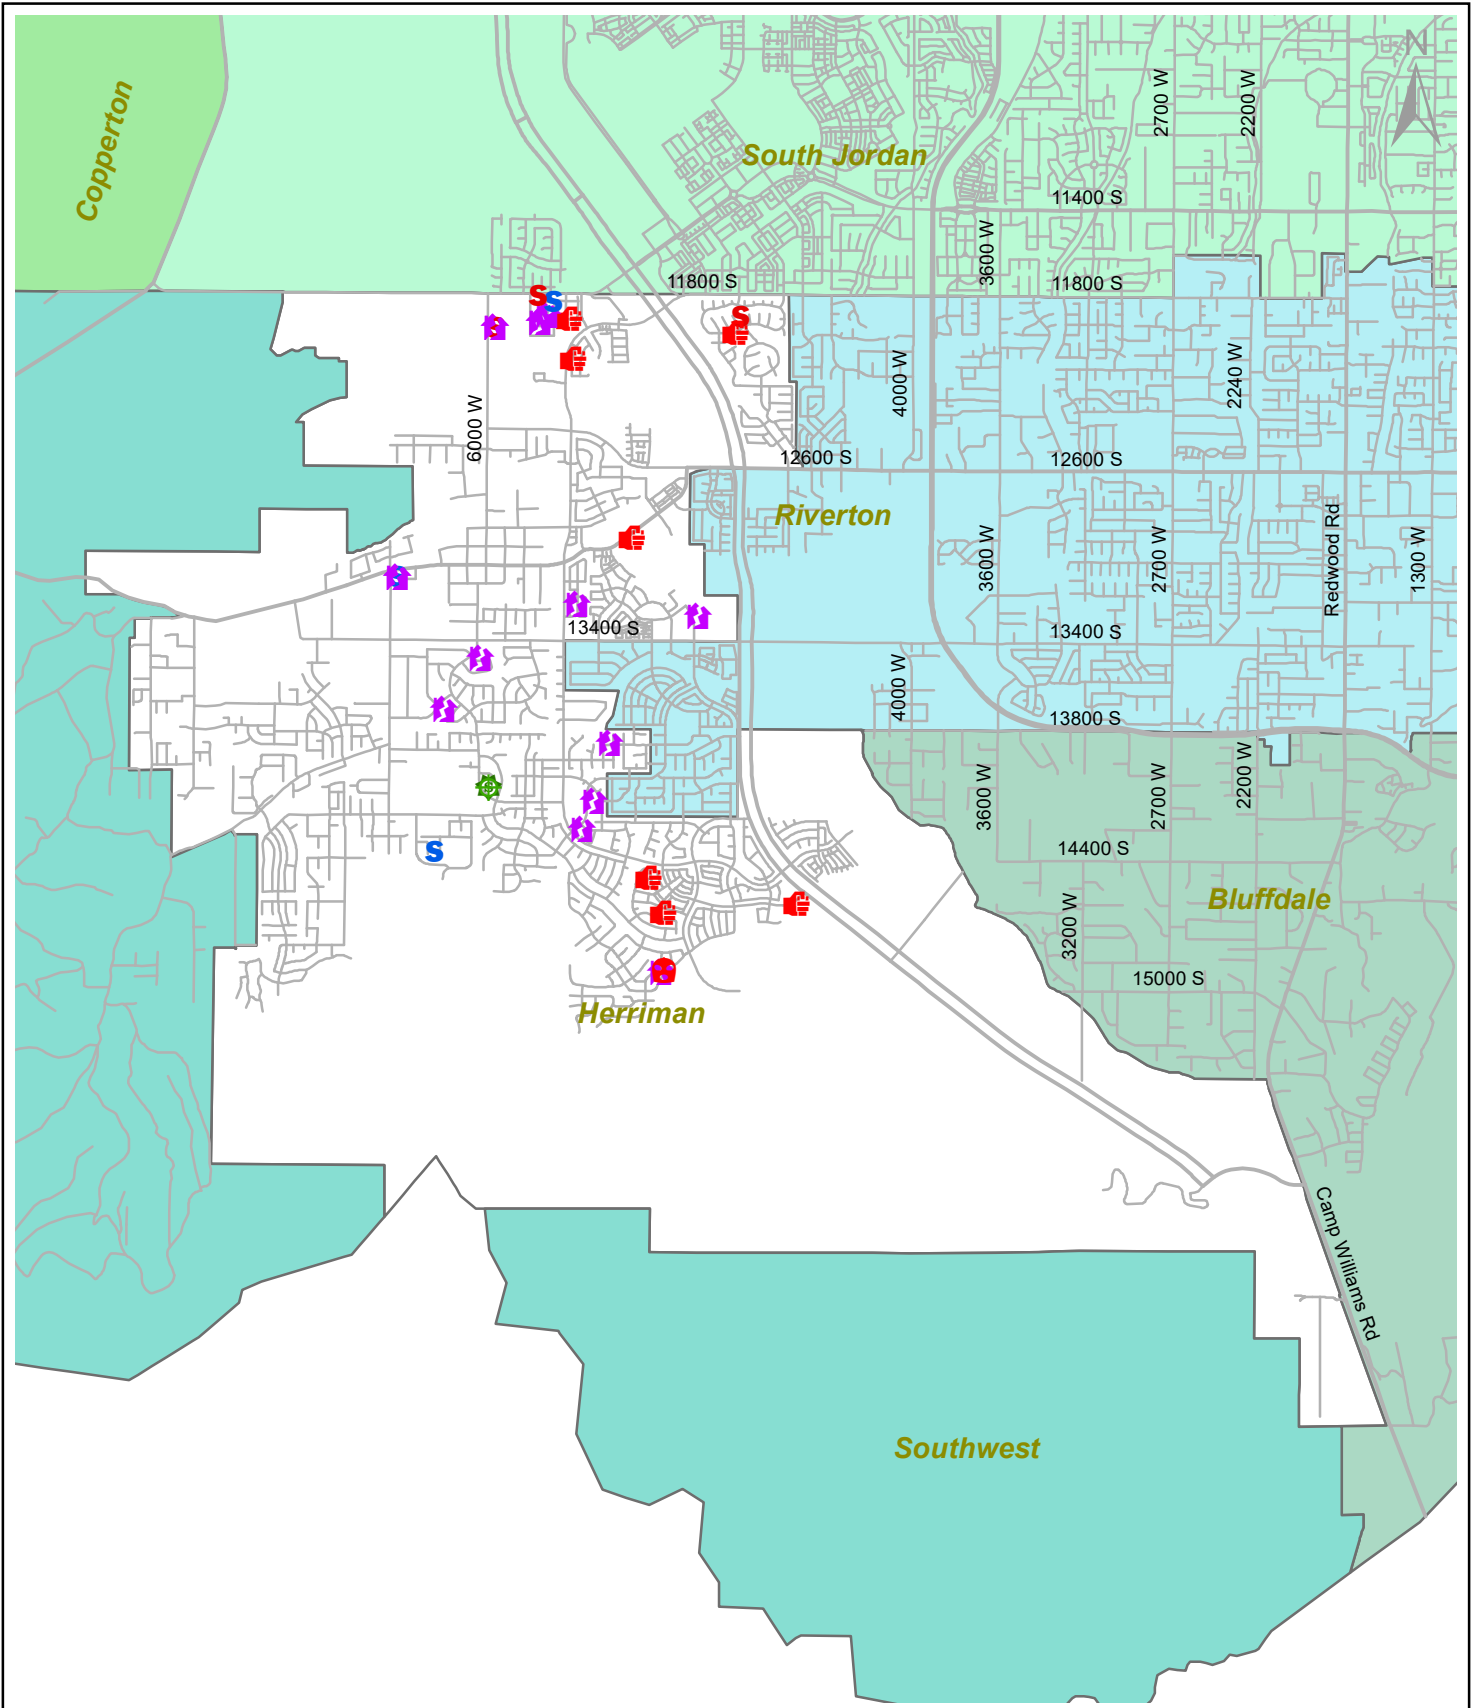 N
Copperton
2700 W
2200 W
South Jordan
11400 S
3600 W
11800 S
11800 S
S
S
S
S
4000 W
2240 W
6000 W
12600 S
12600 S
Riverton
Redwood Rd
3600 W
2700 W
1300 W
S
13400 S
13400 S
4000 W
13800 S
3600 W
2700 W
2200 W
S
14400 S
Bluffdale
3200 W
15000 S
Herriman
Camp Williams Rd
Southwest